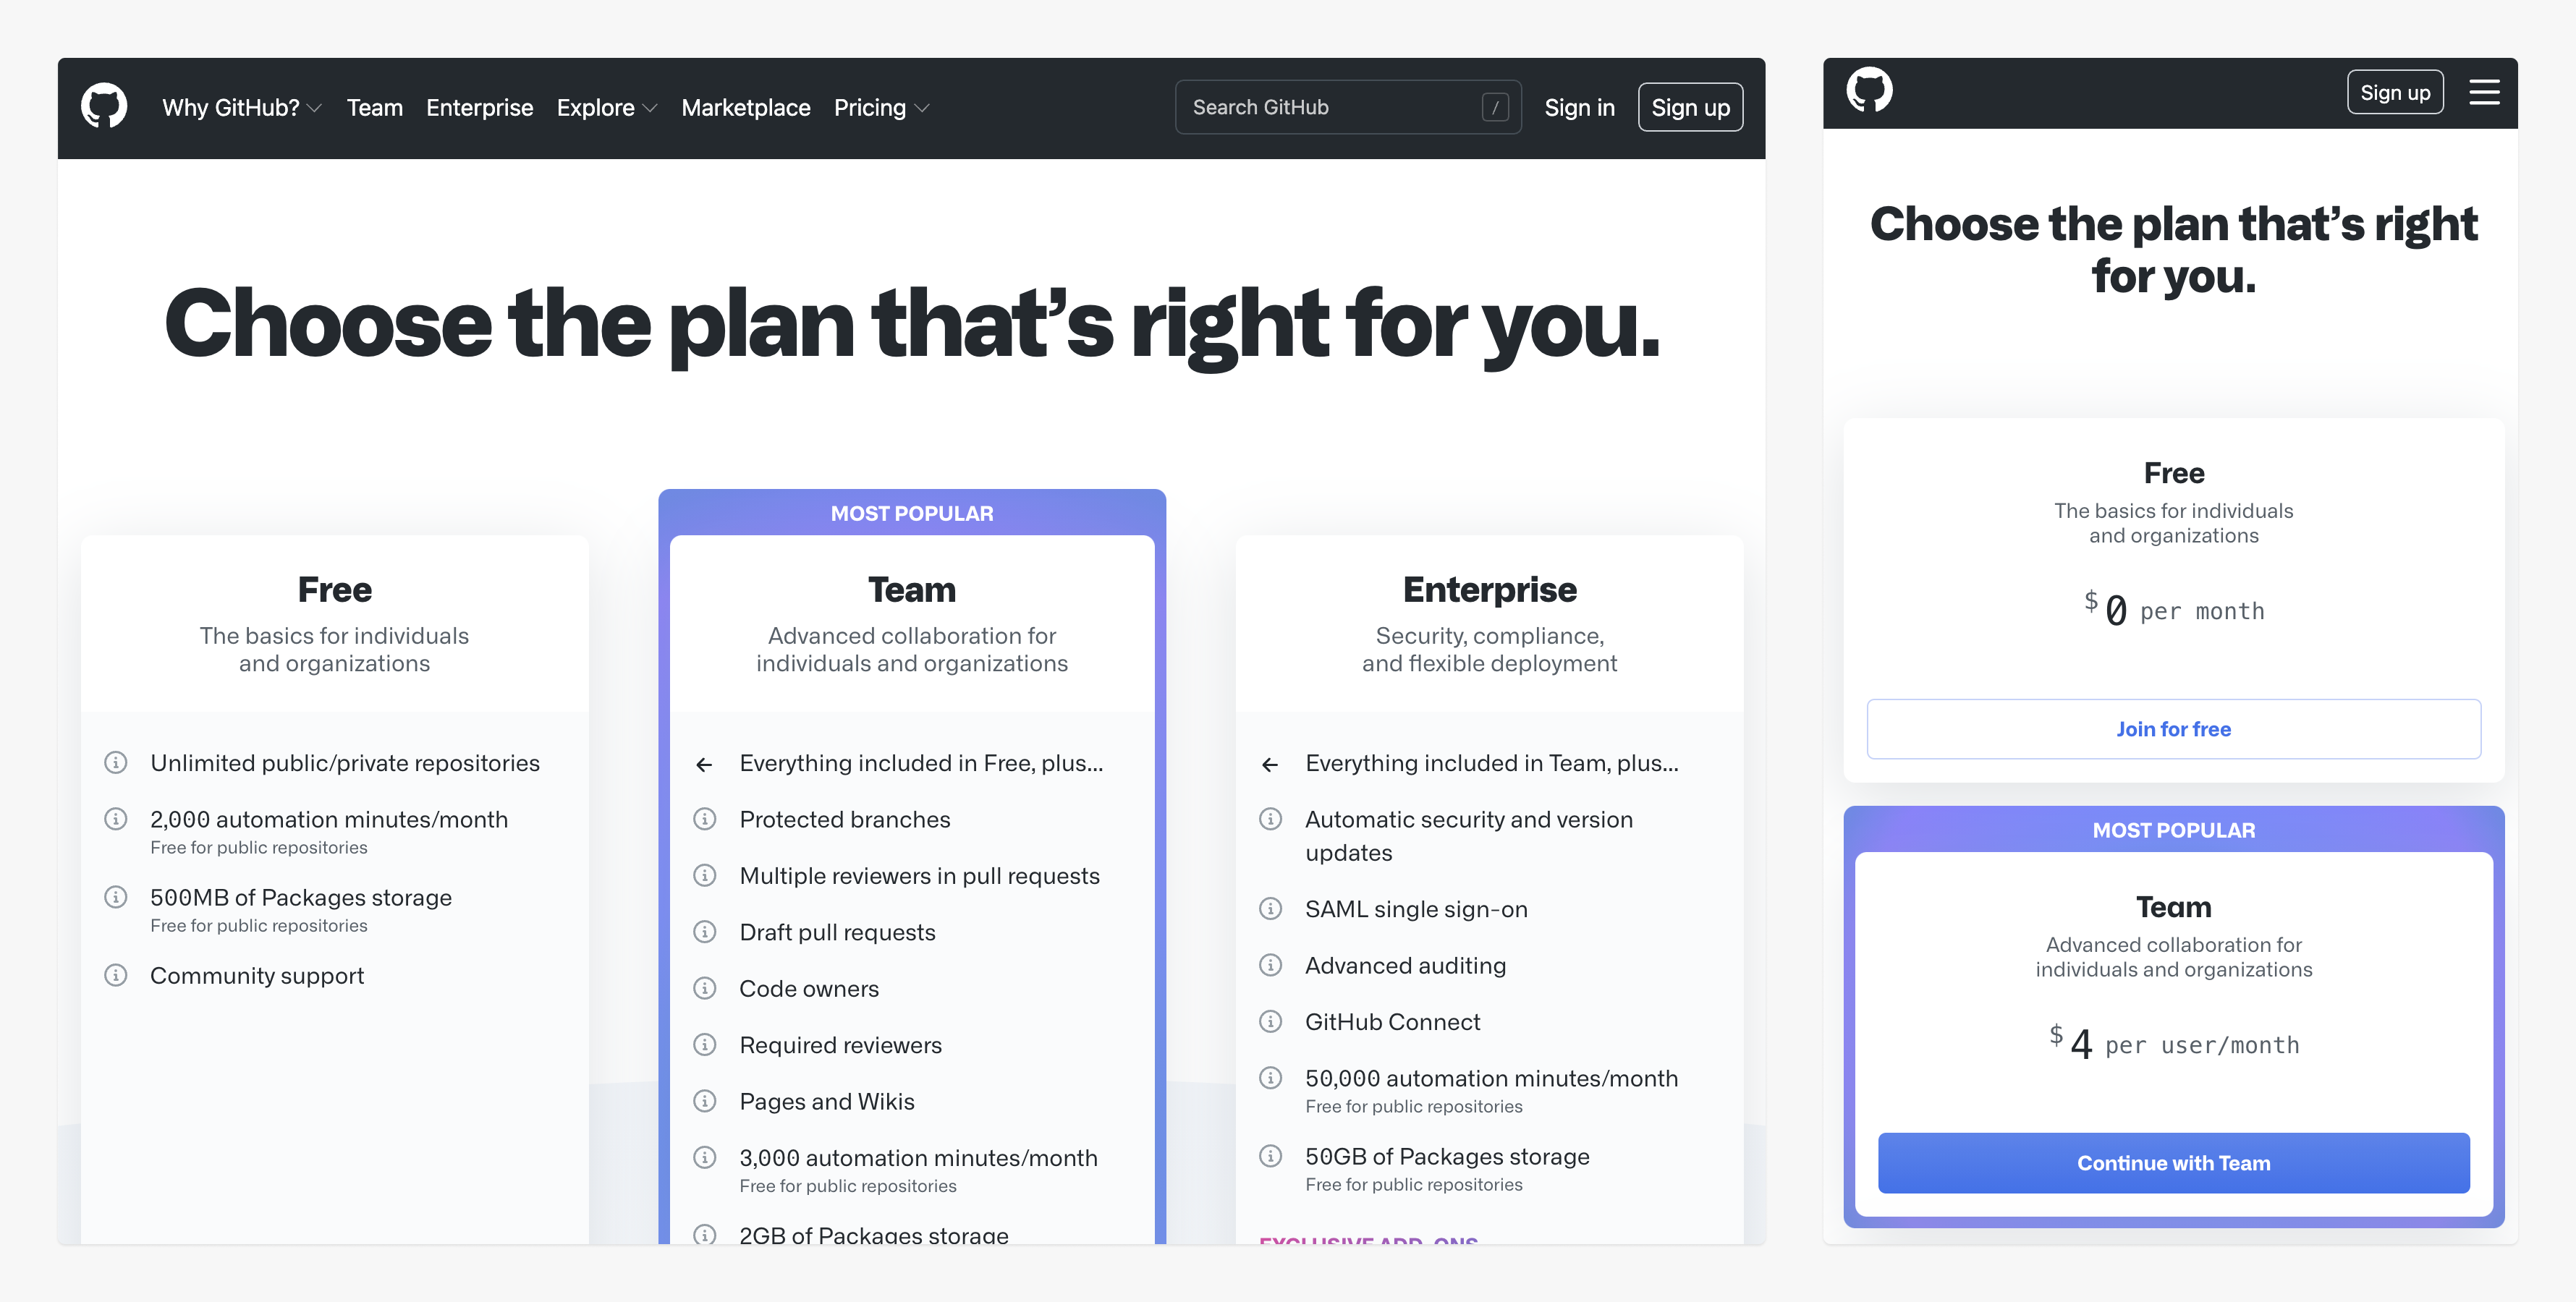 Why GitHub? Team Enterprise Explore Marketplace Pricing
Search GitHub /
Sign in
Sign up
Choose the plan that’s right for you.
Free
The basics for individuals
and organizations
Unlimited public/private repositories
2,000 automation minutes/month
Free for public repositories
500MB of Packages storage
Free for public repositories
Community support
MOST POPULAR
Team
Advanced collaboration for
individuals and organizations
← Everything included in Free, plus...
Protected branches
Multiple reviewers in pull requests
Draft pull requests
Code owners
Required reviewers
Pages and Wikis
3,000 automation minutes/month
Free for public repositories
2GB of Packages storage
Enterprise
Security, compliance,
and flexible deployment
← Everything included in Team, plus...
Automatic security and version
updates
SAML single sign-on
Advanced auditing
GitHub Connect
50,000 automation minutes/month
Free for public repositories
50GB of Packages storage
Free for public repositories
EXCLUSIVE ADD-ONS
Sign up
Choose the plan that’s right
for you.
Free
The basics for individuals
and organizations
$0 per month
Join for free
MOST POPULAR
Team
Advanced collaboration for
individuals and organizations
$4 per user/month
Continue with Team